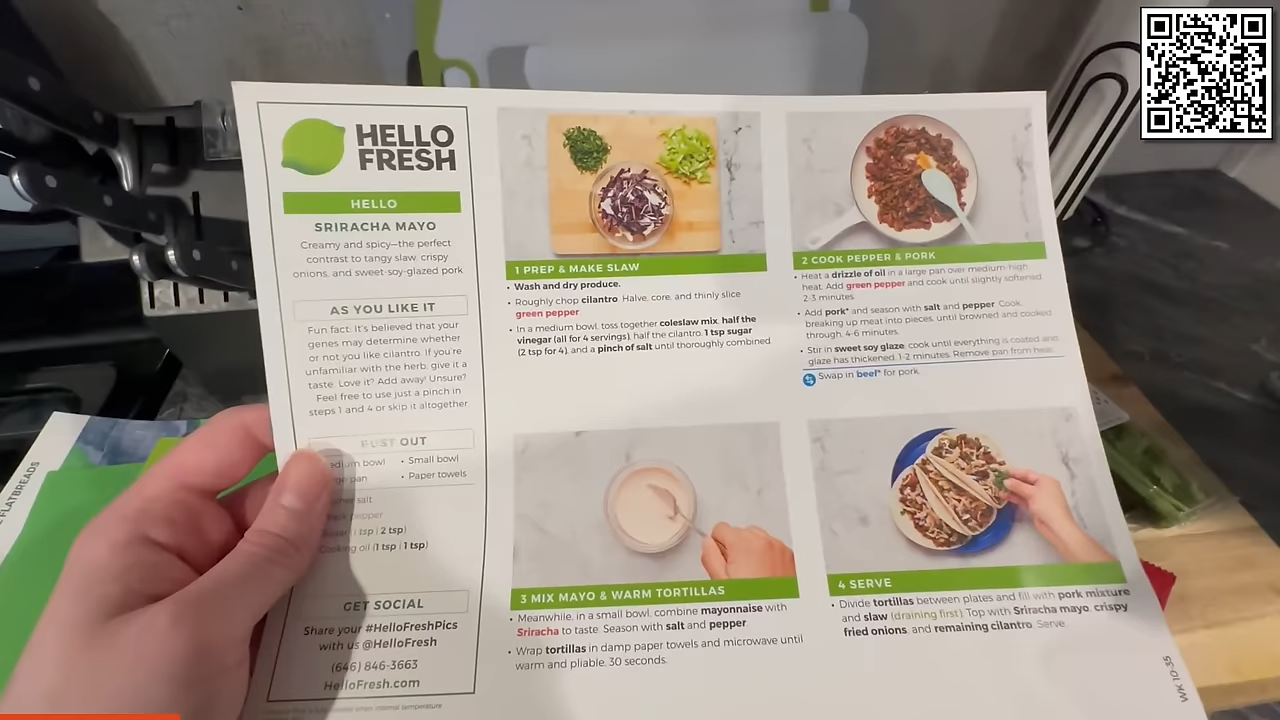 HELLO
FRESH
HELLO
SRIRACHA MAYO
Creamy and spicy—the perfect
contrast to tangy slaw, crispy
onions, and sweet-soy-glazed pork
AS YOU LIKE IT
Fun fact: It's believed that your
genes may determine whether
or not you like cilantro. If you're
unfamiliar with the herb, give it a
taste. Love it? Add away! Unsure?
Feel free to use just a pinch in
steps 1 and 4 or skip it altogether
BUST OUT
bowl
• Small bowl
pan
• Paper towels
salt
pepper
(1 tsp | 2 tsp)
Cooking oil (1 tsp | 1 tsp)
GET SOCIAL
Share your #HelloFreshPics
with us @HelloFresh
(646) 846-3663
HelloFresh.com
1 PREP & MAKE SLAW
• Wash and dry produce.
• Roughly chop cilantro. Halve, core, and thinly slice
green pepper
• In a medium bowl, toss together coleslaw mix, half the
vinegar (all for 4 servings), half the cilantro, 1 tsp sugar
(2 tsp for 4), and a pinch of salt until thoroughly combined
2 COOK PEPPER & PORK
• Heat a drizzle of oil in a large pan over medium-high
heat. Add green pepper and cook until slightly softened
2-3 minutes
• Add pork* and season with salt and pepper. Cook,
breaking up meat into pieces, until browned and cooked
through, 4-6 minutes.
• Stir in sweet soy glaze; cook until everything is coated and
glaze has thickened, 1-2 minutes. Remove pan from heat.
Swap in beef* for pork.
3 MIX MAYO & WARM TORTILLAS
• Meanwhile, in a small bowl, combine mayonnaise with
Sriracha to taste. Season with salt and pepper
• Wrap tortillas in damp paper towels and microwave until
warm and pliable, 30 seconds.
4 SERVE
• Divide tortillas between plates and fill with pork mixture
and slaw (draining first). Top with Sriracha mayo, crispy
fried onions, and remaining cilantro. Serve.
WK 10-35
FLATBREADS